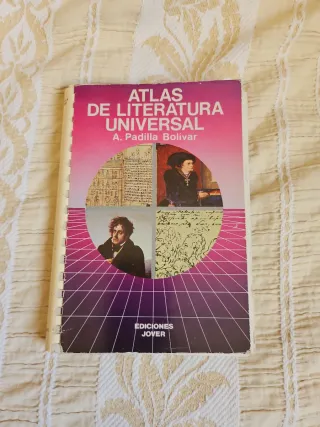 ATLAS
DE LITERATURA
UNIVERSAL
A. Padilla Bolívar
EDICIONES
JOVER